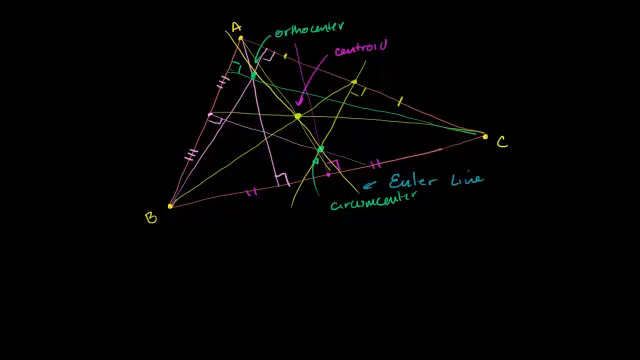 A
orthocenter
centroid
C
Euler Line
circumcenter
B